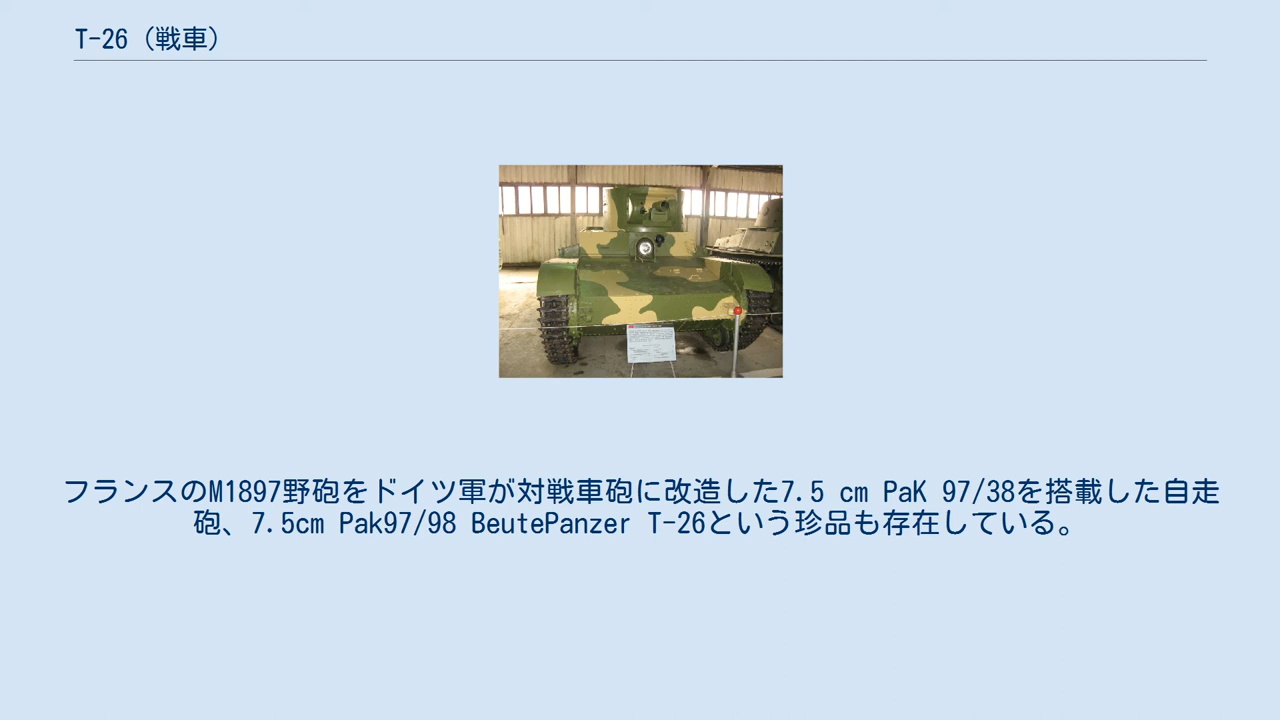 T-26（戦車）
フランスのM1897野砲をドイツ軍が対戦車砲に改造した7.5 cm PaK 97/38を搭載した自走
砲、7.5cm Pak97/98 BeutePanzer T-26という珍品も存在している。